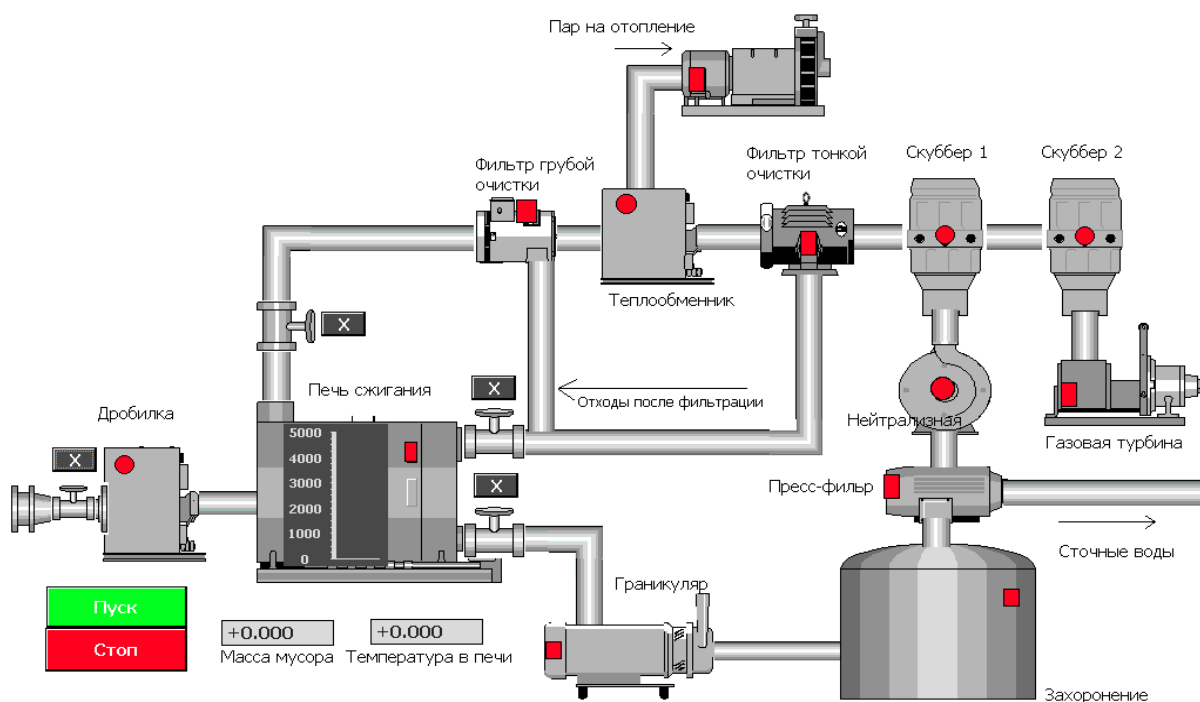 Пар на отопление
Фильтр грубой
очистки
Фильтр тонкой
очистки
Скуббер 1
Скуббер 2
Теплообменник
X
Печь сжигания
X
Отходы после фильтрации
Дробилка
X
5000
4000
3000
2000
1000
0
X
Нейтрализная
Газовая турбина
Пресс-фильр
Сточные воды
Граникуляр
Пуск
Стоп
+0.000
Масса мусора
+0.000
Температура в печи
Захоронение